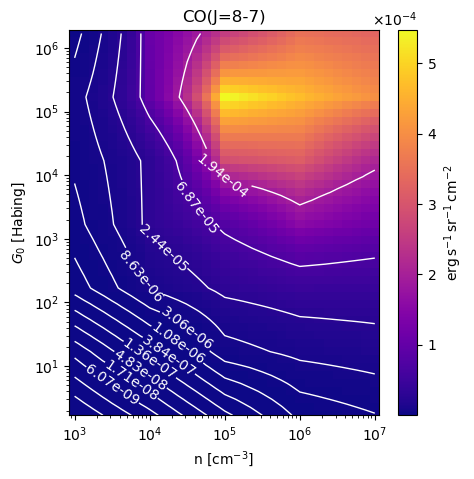 CO(J=8-7)
×10⁻⁴
10⁶
10⁵
10⁴
10³
10²
10¹
G₀ [Habing]
1.94e-04
6.87e-05
2.44e-05
8.63e-06
3.06e-06
1.08e-06
3.84e-07
1.36e-07
4.83e-08
1.71e-08
6.07e-09
10³
10⁴
10⁵
10⁶
10⁷
n [cm⁻³]
5
4
3
2
1
erg s⁻¹ sr⁻¹ cm⁻²